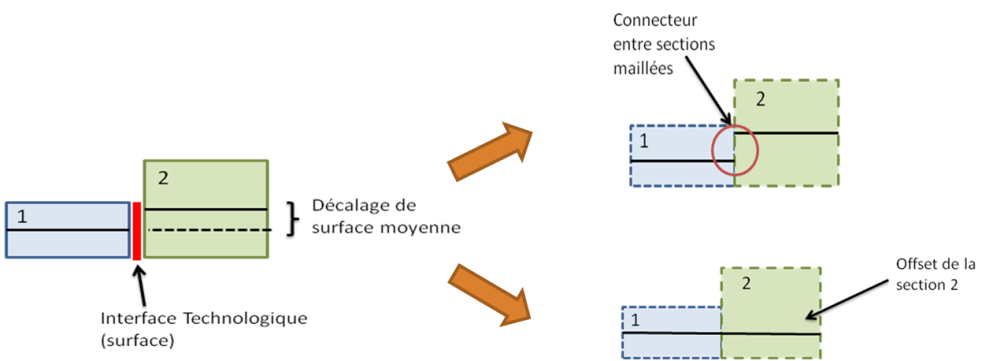 1
2
Décalage de
surface moyenne
Interface Technologique
(surface)
Connecteur
entre sections
maillées
1
2
Offset de la
section 2
1
2